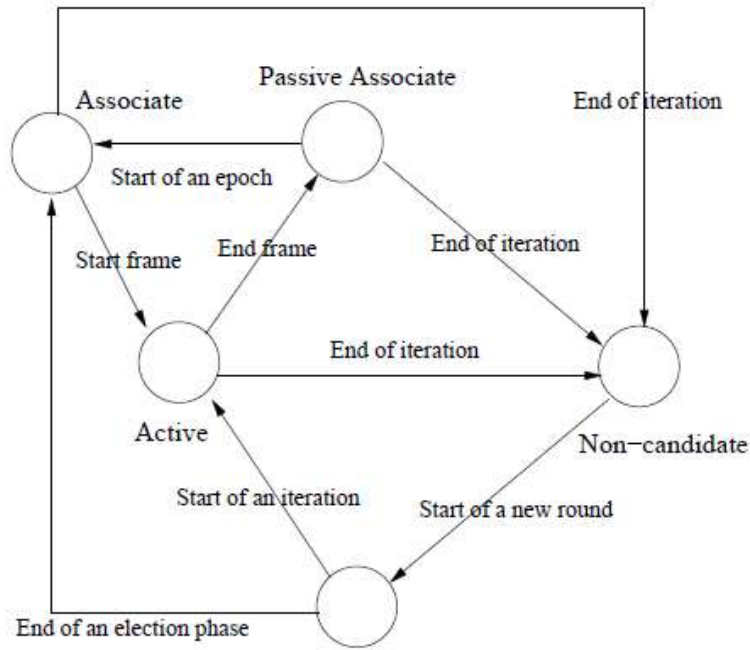 Passive Associate
Associate
End of iteration
Start of an epoch
End frame
End of iteration
Start frame
End of iteration
Active
Non−candidate
Start of an iteration
Start of a new round
End of an election phase